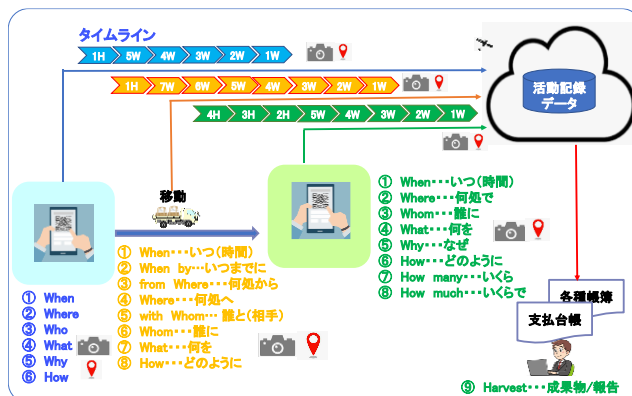 タイムライン
1H 5W 4W 3W 2W 1W
1H 7W 6W 5W 4W 3W 2W 1W
4H 3H 2H 5W 4W 3W 2W 1W
活動記録
データ
移動
① When
② Where
③ Who
④ What
⑤ Why
⑥ How
① When・・・いつ(時間)
② When by・・・いつまでに
③ from Where・・・何処から
④ Where・・・何処へ
⑤ with Whom・・・ 誰と(相手)
⑥ Whom・・・誰に
⑦ What・・・何を
⑧ How・・・どのように
① When・・・いつ(時間)
② Where・・・何処で
③ Whom・・・誰に
④ What・・・何を
⑤ Why・・・なぜ
⑥ How・・・どのように
⑦ How many・・・いくら
⑧ How much・・・いくらで
各種帳簿
支払台帳
⑨ Harvest・・・成果物/報告